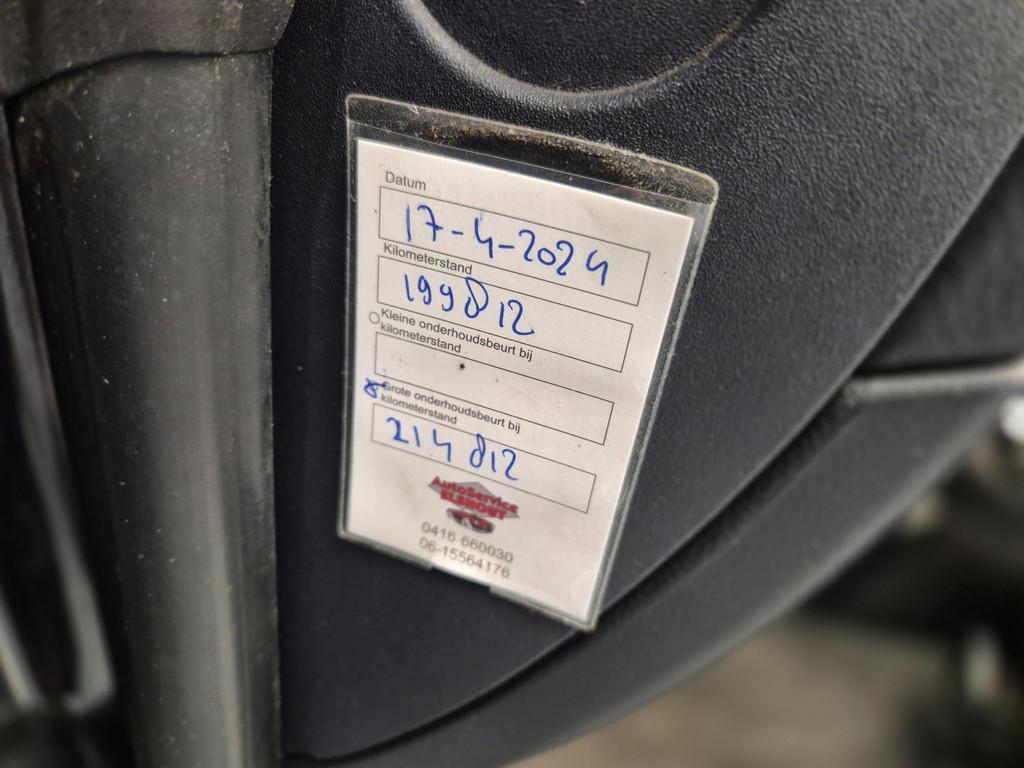 Datum
17-4-2024
Kilometerstand
199812
Kleine onderhoudsbeurt bij
kilometerstand
Grote onderhoudsbeurt bij
kilometerstand
214812
AutoService
ELSHOUT
0416-660030
06-15564176